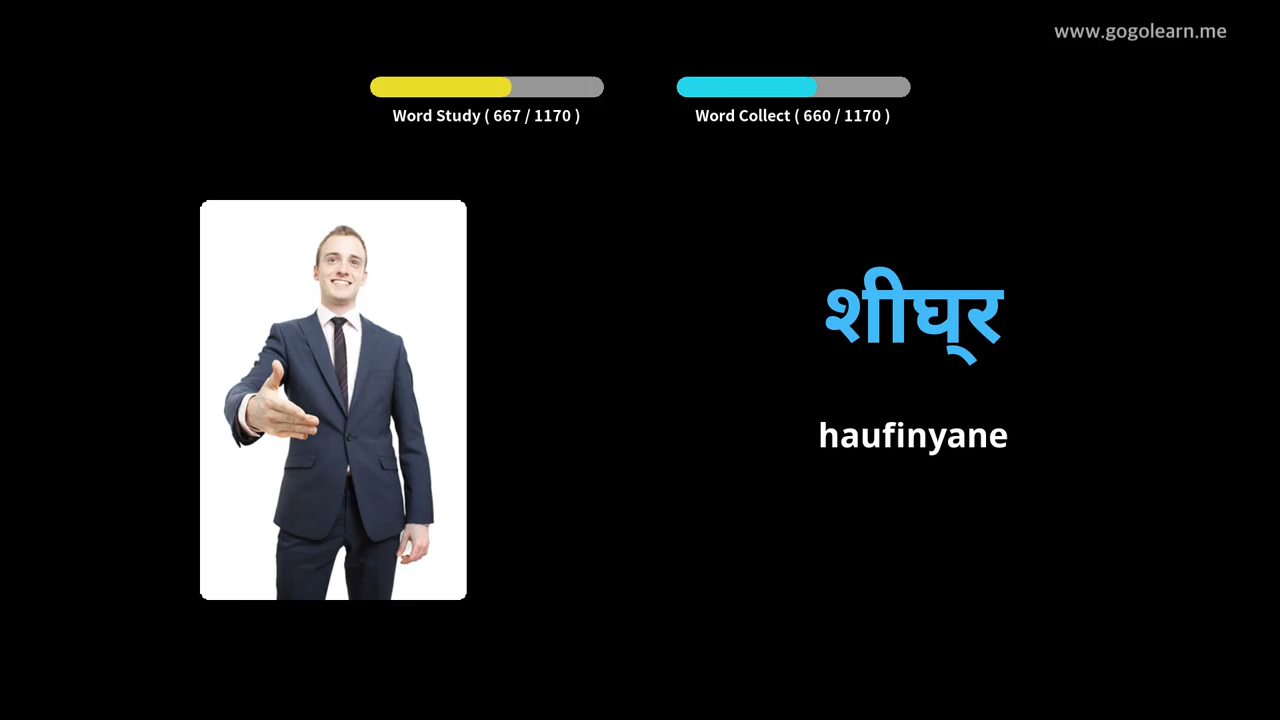 www.gogolearn.me
Word Study ( 667 / 1170 )
Word Collect ( 660 / 1170 )
शीघ्‌र
haufinyane